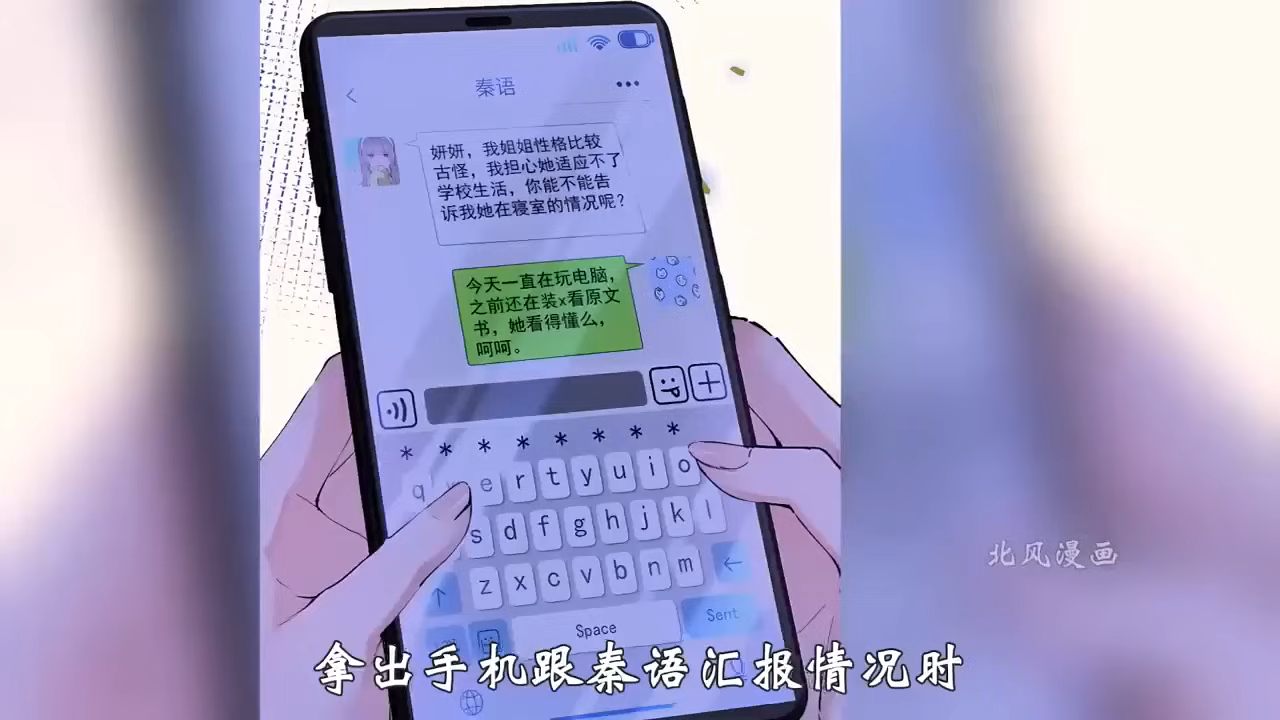 秦语
妍妍，我姐姐性格比较
古怪，我担心她适应不了
学校生活，你能不能告
诉我她在寝室的情况呢？
今天一直在玩电脑，
之前还在装x看原文
书，她看得懂么，
呵呵。
* * * * * * * *
q w e r t y u i o
s d f g h j k l
z x c v b n m
Space
Sent
北风漫画
拿出手机跟秦语汇报情况时